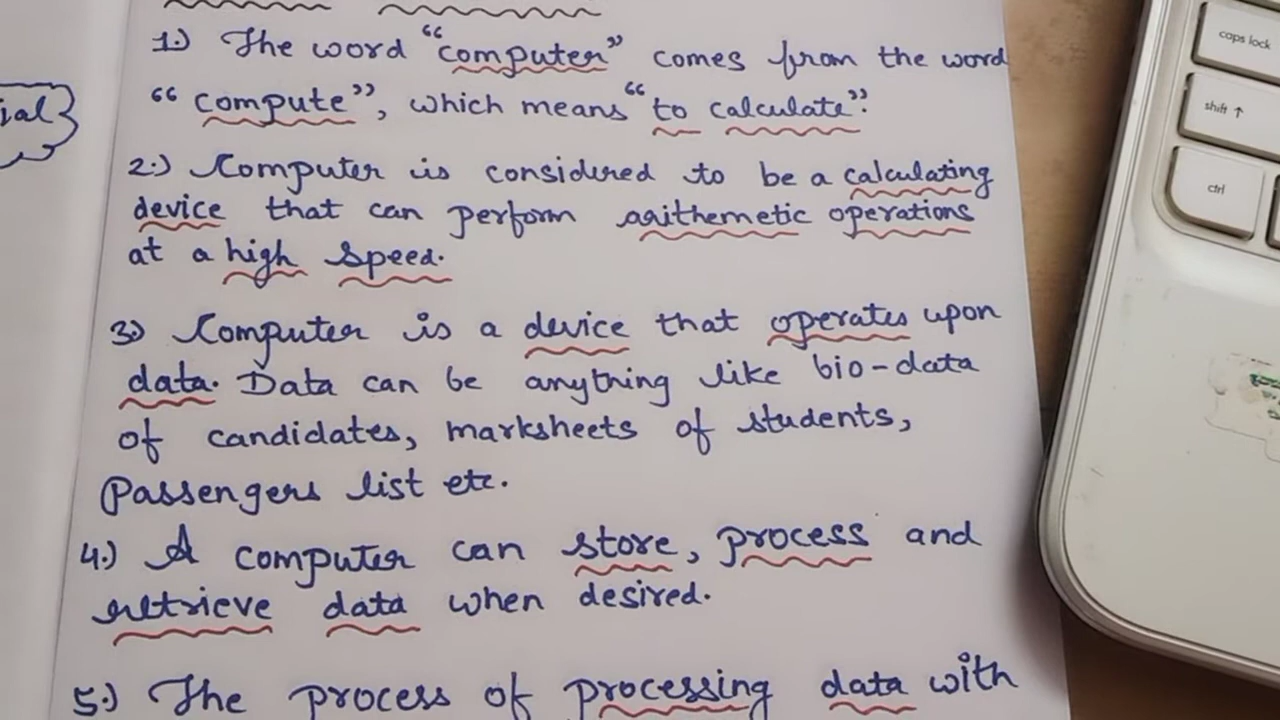 ial
1.) The word "computer" comes from the word
"compute", which means "to calculate".
2.) Computer is considered to be a calculating
device that can perform arithemetic operations
at a high speed.
3.) Computer is a device that operates upon
data. Data can be anything like bio-data
of candidates, marksheets of students,
Passengers list etc.
4.) A computer can store, process and
retrieve data when desired.
5.) The process of processing data with
caps lock
shift ↑
ctrl